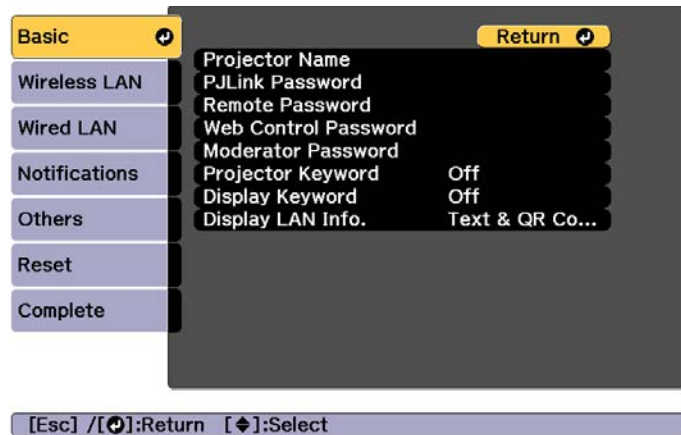 Basic
Wireless LAN
Wired LAN
Notifications
Others
Reset
Complete
Return
Projector Name
PJLink Password
Remote Password
Web Control Password
Moderator Password
Projector Keyword Off
Display Keyword Off
Display LAN Info. Text & QR Co...
[Esc] /[⏎]:Return [◆]:Select